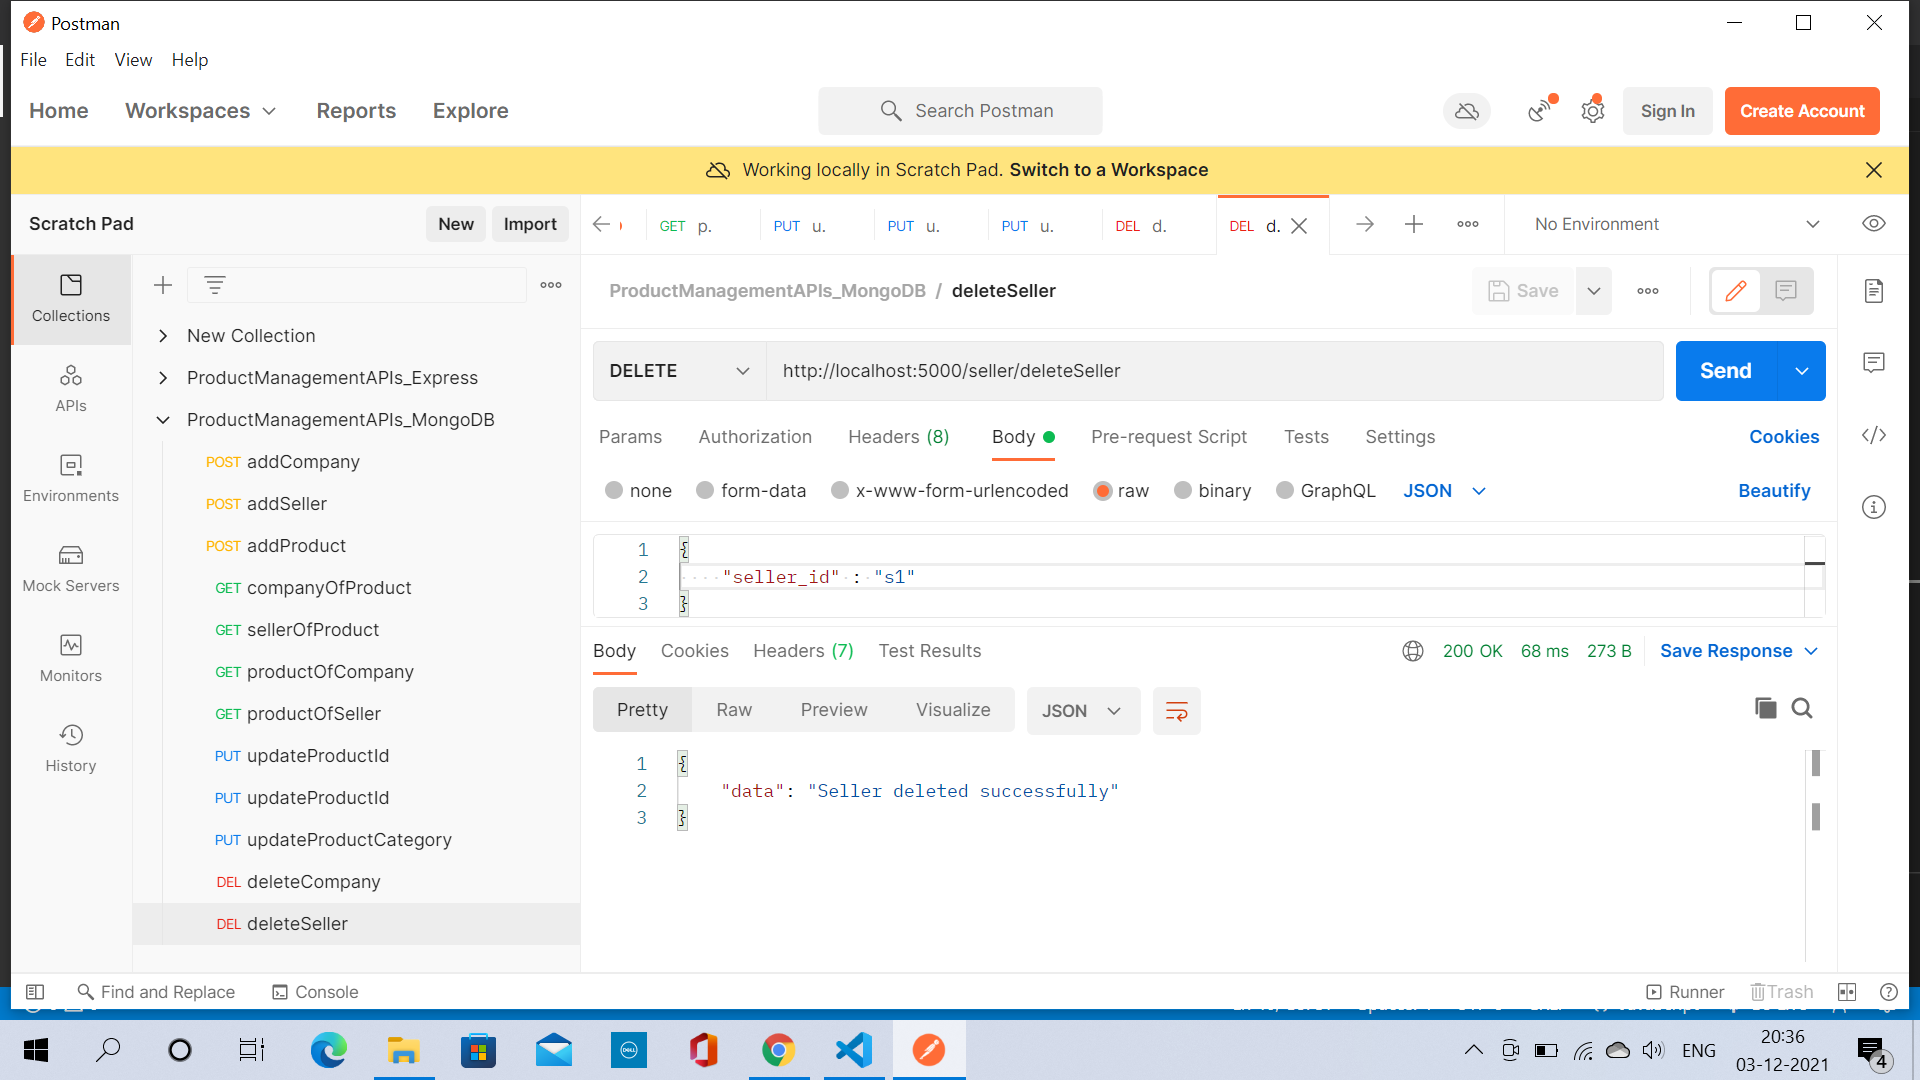 Postman
File Edit View Help
Home Workspaces Reports Explore Search Postman Sign In Create Account
Working locally in Scratch Pad. Switch to a Workspace
Scratch Pad New Import
GET p. PUT u. PUT u. PUT u. DEL d. DEL d. No Environment
Collections
APIs
Environments
Mock Servers
Monitors
History
New Collection
ProductManagementAPIs_Express
ProductManagementAPIs_MongoDB
POST addCompany
POST addSeller
POST addProduct
GET companyOfProduct
GET sellerOfProduct
GET productOfCompany
GET productOfSeller
PUT updateProductId
PUT updateProductId
PUT updateProductCategory
DEL deleteCompany
DEL deleteSeller
ProductManagementAPIs_MongoDB / deleteSeller Save
DELETE http://localhost:5000/seller/deleteSeller Send
Params Authorization Headers (8) Body Pre-request Script Tests Settings Cookies
none form-data x-www-form-urlencoded raw binary GraphQL JSON Beautify
1 {
2 "seller_id" : "s1"
3 }
Body Cookies Headers (7) Test Results 200 OK 68 ms 273 B Save Response
Pretty Raw Preview Visualize JSON
1 {
2 "data": "Seller deleted successfully"
3 }
Find and Replace Console Runner Trash
DELL
ENG
20:36
03-12-2021
4